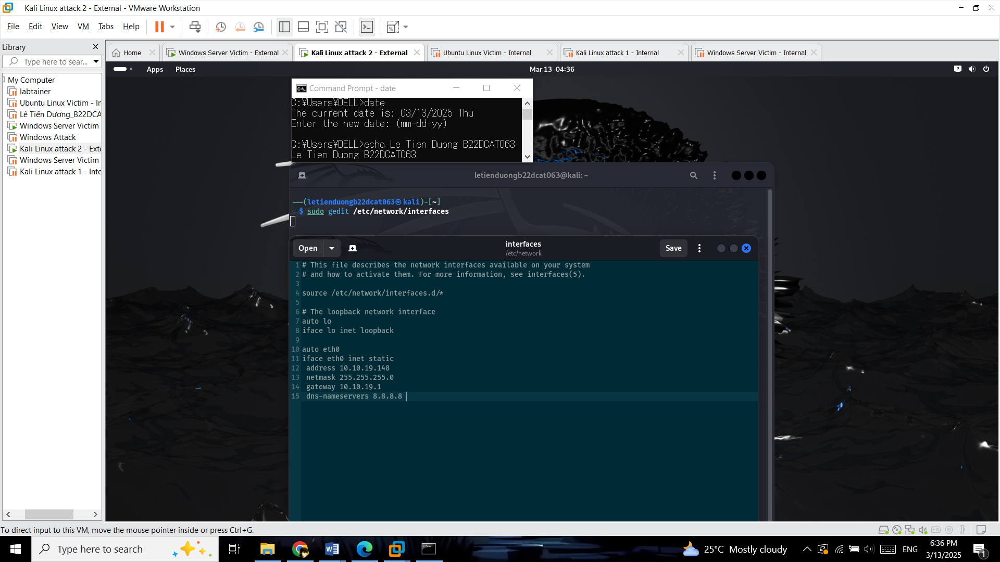 Kali Linux attack 2 - External - VMware Workstation
File Edit View VM Tabs Help
Library
Type here to sear...
My Computer
labtainer
Ubuntu Linux Victim - In
Lê Tiến Dương_B22DCA
Windows Server Victim
Windows Attack
Kali Linux attack 2 - Exte
Windows Server Victim
Kali Linux attack 1 - Inte
Home
Windows Server Victim - External
Kali Linux attack 2 - External
Ubuntu Linux Victim - Internal
Kali Linux attack 1 - Internal
Windows Server Victim - Internal
Apps Places
Mar 13 04:36
Command Prompt - date
C:¥Users¥DELL>date
The current date is: 03/13/2025 Thu
Enter the new date: (mm-dd-yy)
C:¥Users¥DELL>echo Le Tien Duong B22DCAT063
Le Tien Duong B22DCAT063
letienduongb22dcat063@kali: ~
┌──(letienduongb22dcat063㉿kali)-[~]
└─$ sudo gedit /etc/network/interfaces
Open
interfaces
/etc/network
Save
1 # This file describes the network interfaces available on your system
2 # and how to activate them. For more information, see interfaces(5).
3
4 source /etc/network/interfaces.d/*
5
6 # The loopback network interface
7 auto lo
8 iface lo inet loopback
9
10 auto eth0
11 iface eth0 inet static
12 address 10.10.19.148
13 netmask 255.255.255.0
14 gateway 10.10.19.1
15 dns-nameservers 8.8.8.8
To direct input to this VM, move the mouse pointer inside or press Ctrl+G.
Type here to search
25°C Mostly cloudy
ENG
6:36 PM
3/13/2025
1